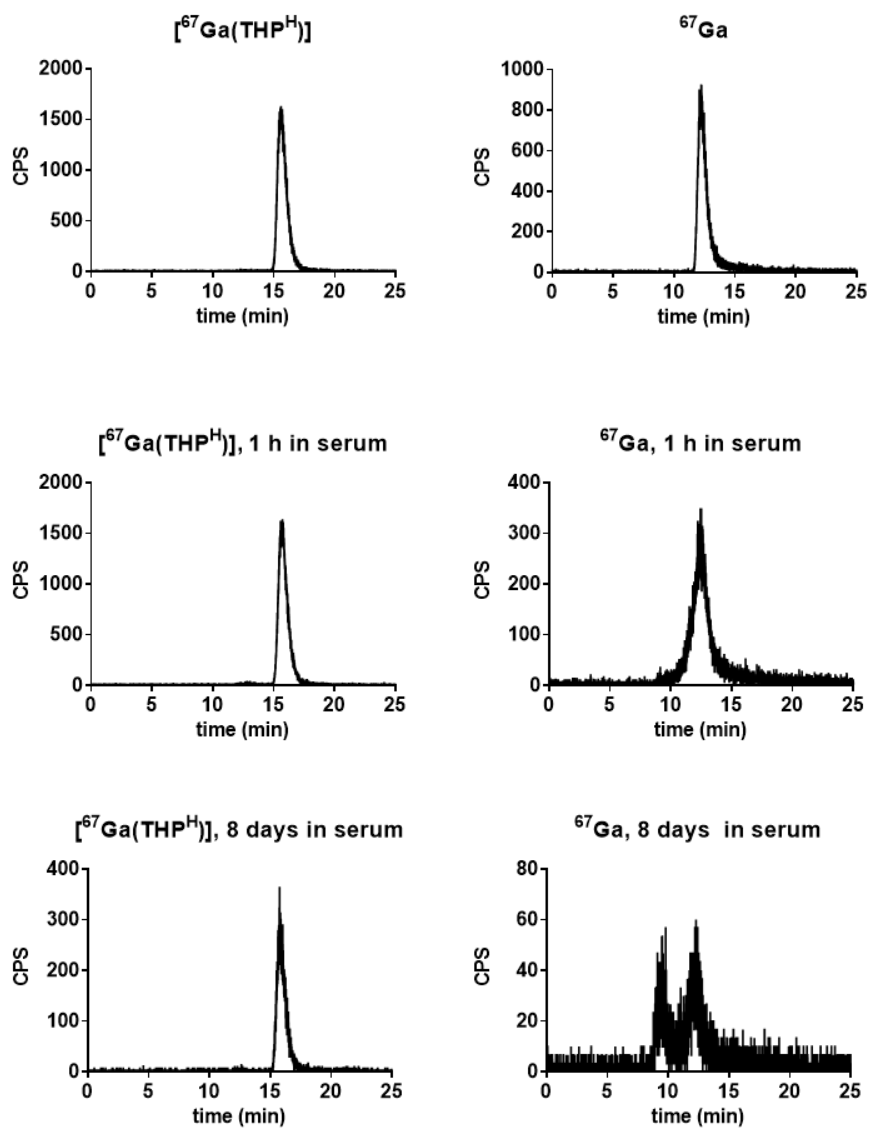 [⁶⁷Ga(THPᴴ)]
2000
1500
1000
500
0
CPS
0 5 10 15 20 25
time (min)
⁶⁷Ga
1000
800
600
400
200
0
CPS
0 5 10 15 20 25
time (min)
[⁶⁷Ga(THPᴴ)], 1 h in serum
2000
1500
1000
500
0
CPS
0 5 10 15 20 25
time (min)
⁶⁷Ga, 1 h in serum
400
300
200
100
0
CPS
0 5 10 15 20 25
time (min)
[⁶⁷Ga(THPᴴ)], 8 days in serum
400
300
200
100
0
CPS
0 5 10 15 20 25
time (min)
⁶⁷Ga, 8 days in serum
80
60
40
20
0
CPS
0 5 10 15 20 25
time (min)